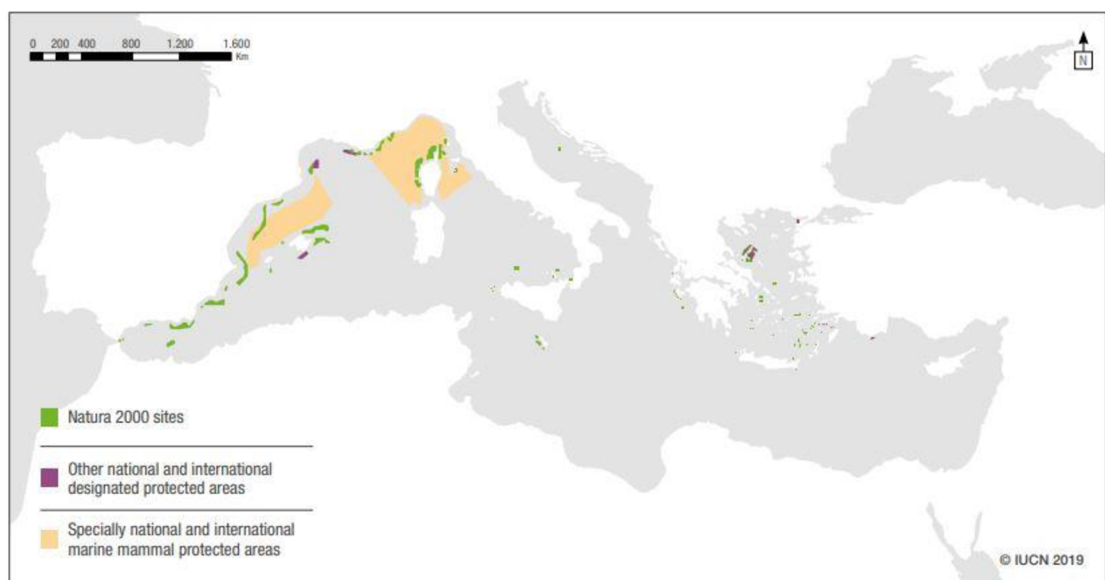 0 200 400 800 1.200 1.600
Km
N
Natura 2000 sites
Other national and international
designated protected areas
Specially national and international
marine mammal protected areas
© IUCN 2019